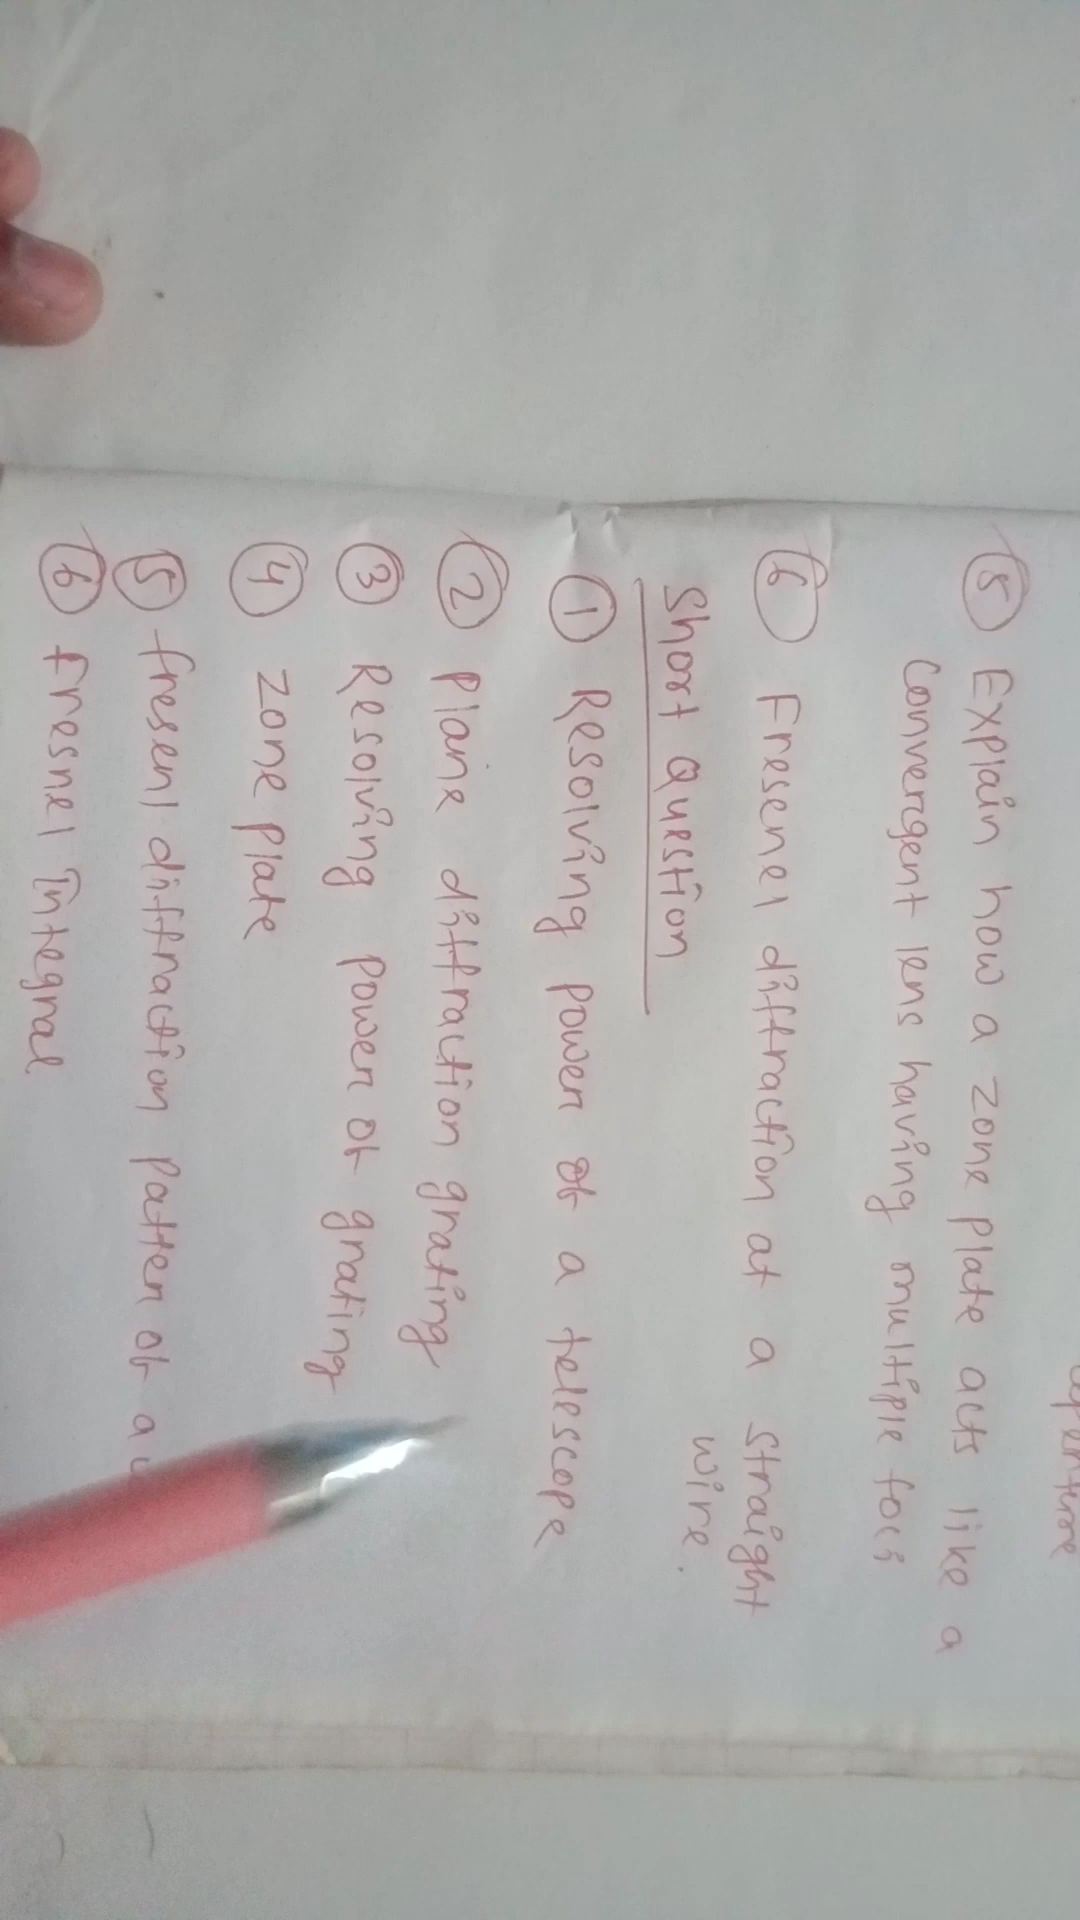 ⑤ Explain how a zone plate acts like a
Convergent lens having multiple foci
⑥ Fresenel diffraction at a straight
wire.
Short Question
① Resolving power of a telescope
② Plane diffraction grating
③ Resolving power of grating
④ Zone plate
⑤ fresenl diffraction patten of a
⑥ fresnel Integral